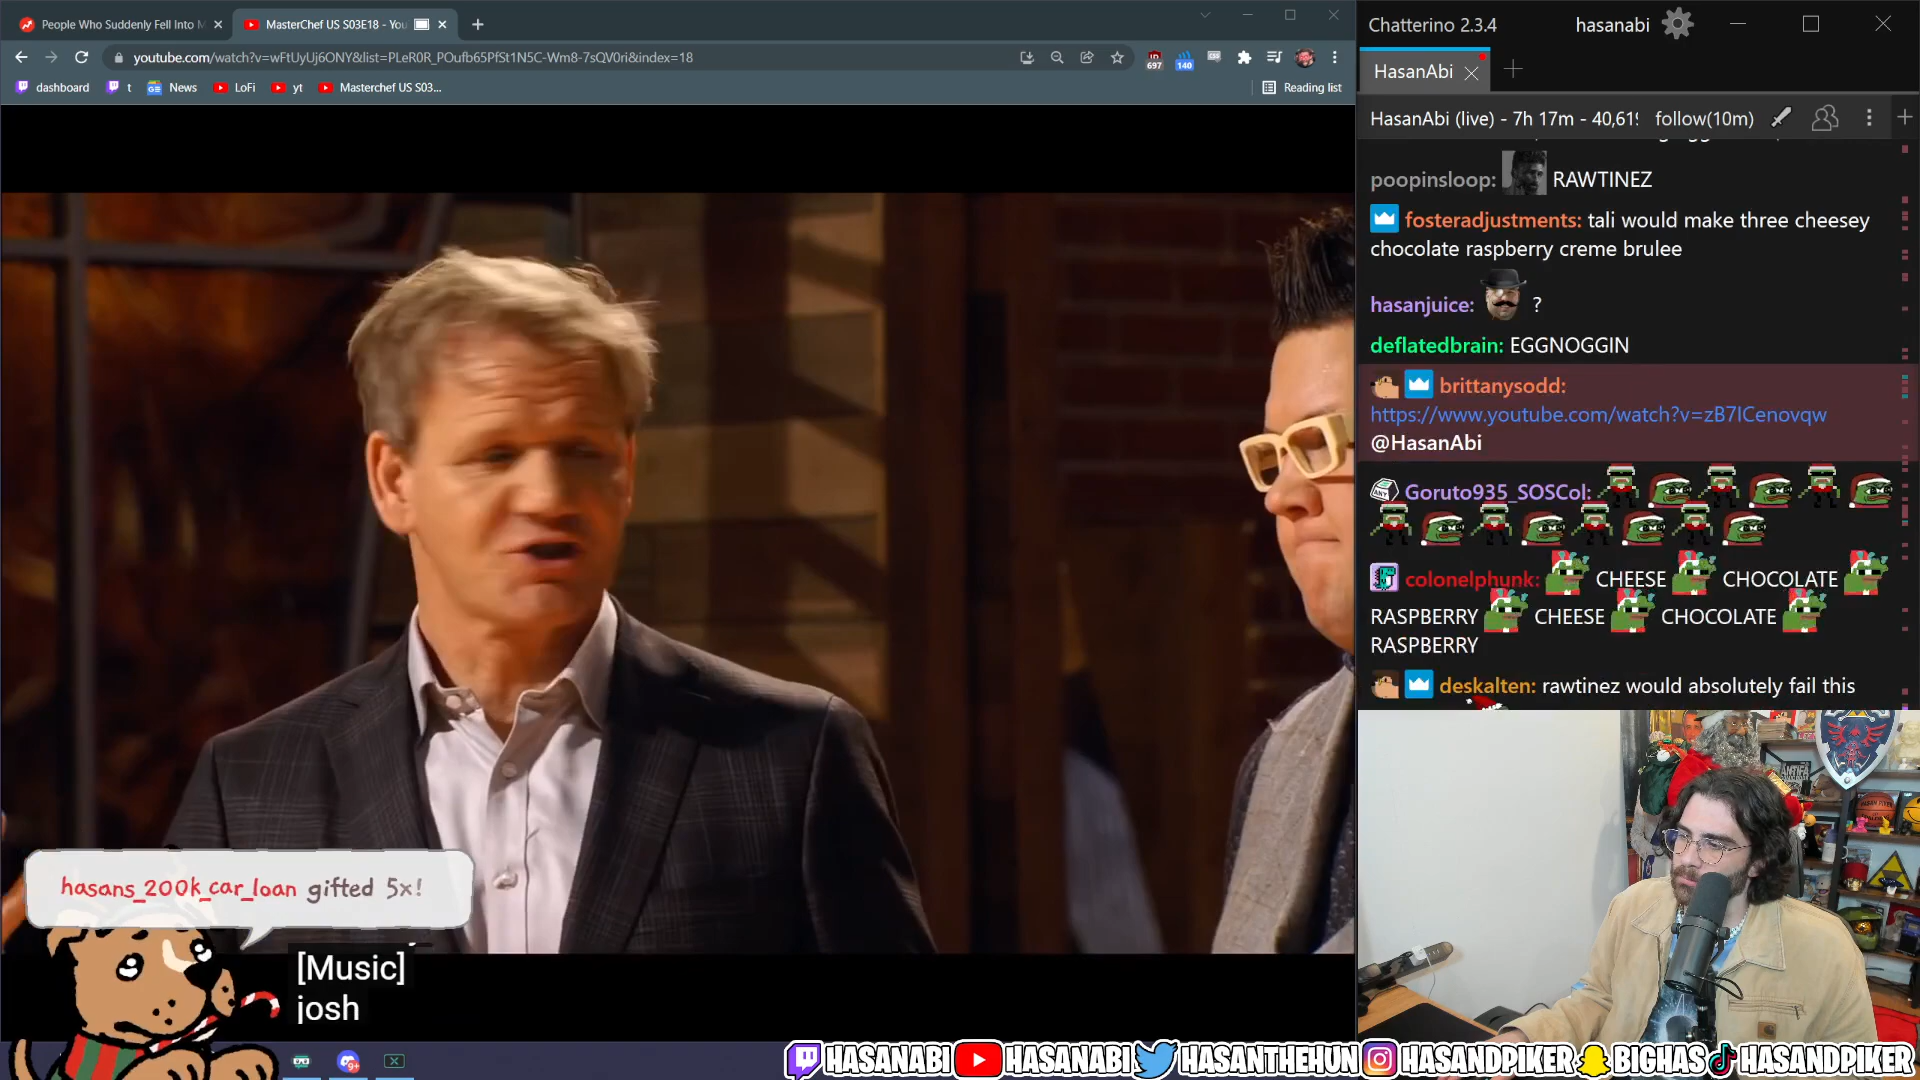 People Who Suddenly Fell Into M
MasterChef US S03E18 - You
youtube.com/watch?v=wFtUyUj6ONY&list=PLeR0R_POufb65PfSt1N5C-Wm8-7sQV0ri&index=18
697
140
dashboard
t
News
LoFi
yt
Masterchef US S03...
Reading list
Chatterino 2.3.4
hasanabi
HasanAbi
HasanAbi (live) - 7h 17m - 40,61
follow(10m)
poopinsloop: RAWTINEZ
fosteradjustments: tali would make three cheesey
chocolate raspberry creme brulee
hasanjuice: ?
deflatedbrain: EGGNOGGIN
brittanysodd:
https://www.youtube.com/watch?v=zB7ICenovqw
@HasanAbi
Goruto935_SOSCol:
colonelphunk: CHEESE CHOCOLATE
RASPBERRY CHEESE CHOCOLATE
RASPBERRY
deskalten: rawtinez would absolutely fail this
hasans_200k_car_loan gifted 5x!
[Music]
josh
9+
HASANABI HASANABI HASANTHEHUN HASANDPIKER BIGHAS HASANDPIKER